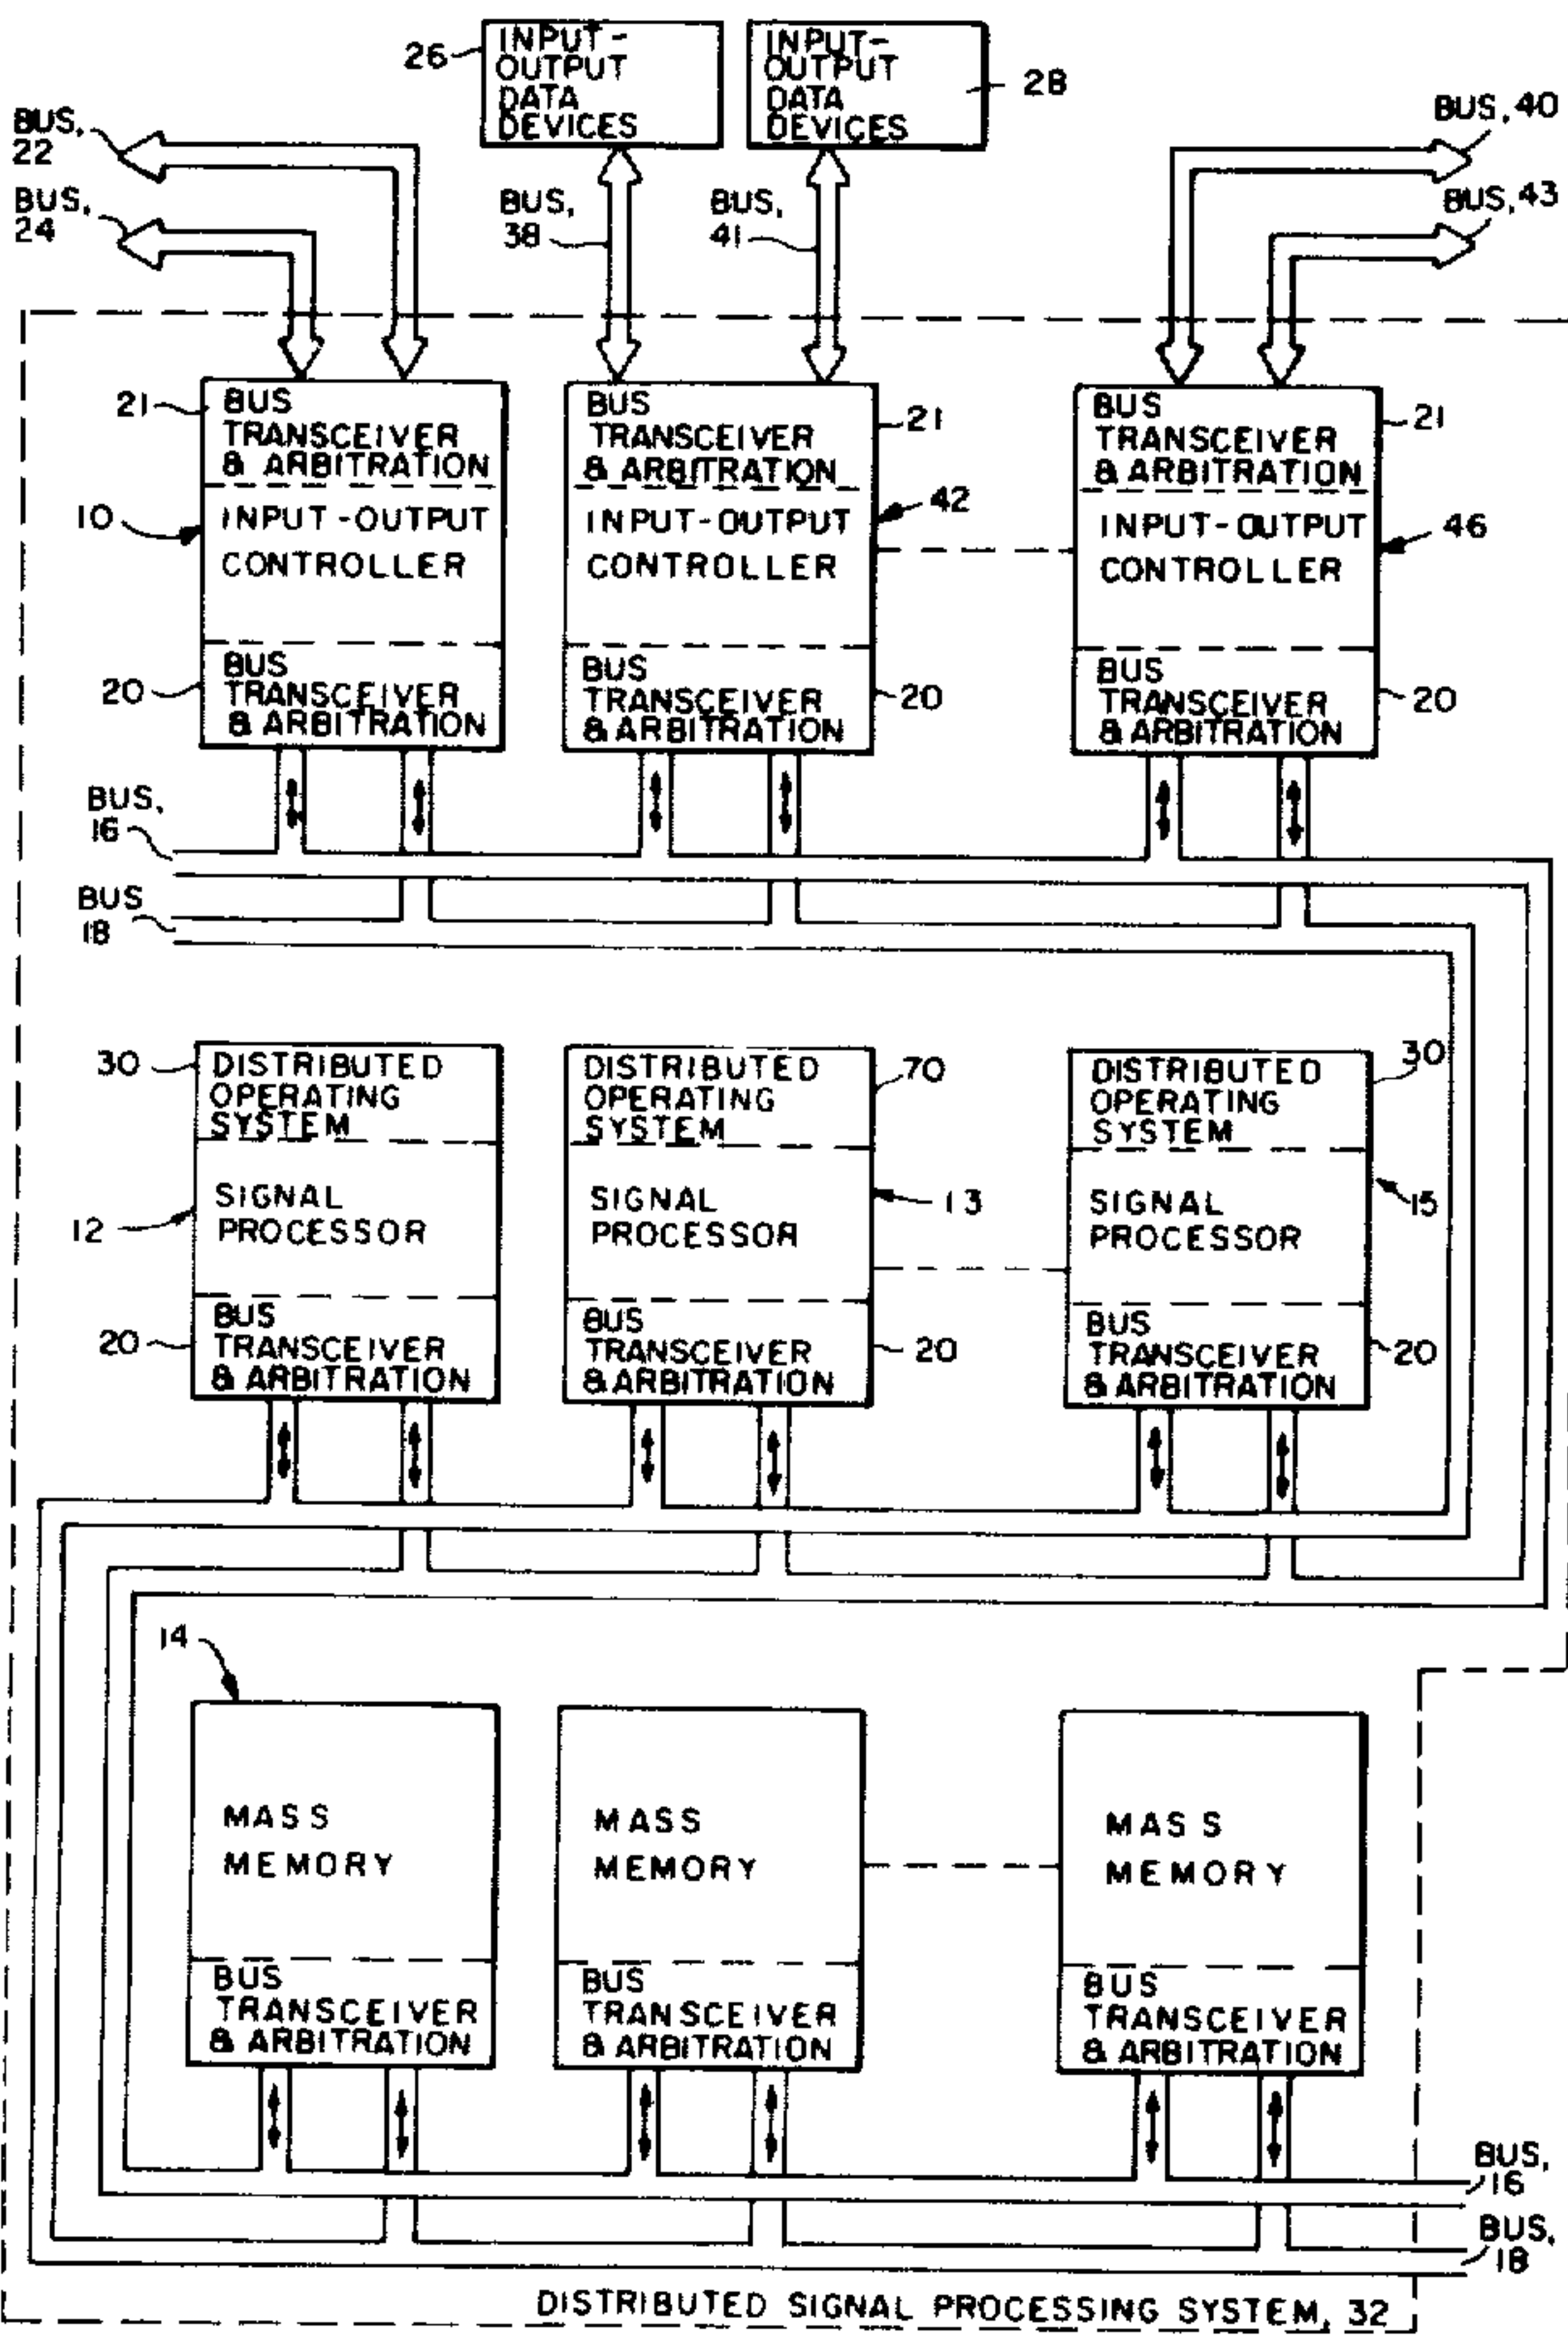 26
INPUT-
OUTPUT
DATA
DEVICES
INPUT-
OUTPUT
DATA
DEVICES
28
BUS,
22
BUS,
24
BUS,
38
BUS,
41
BUS, 40
BUS, 43
21
BUS
TRANSCEIVER
& ARBITRATION
10
INPUT-OUTPUT
CONTROLLER
20
BUS
TRANSCEIVER
& ARBITRATION
BUS
TRANSCEIVER
& ARBITRATION
21
INPUT-OUTPUT
CONTROLLER
42
BUS
TRANSCEIVER
& ARBITRATION
20
BUS
TRANSCEIVER
& ARBITRATION
21
INPUT-OUTPUT
CONTROLLER
46
BUS
TRANSCEIVER
& ARBITRATION
20
BUS,
16
BUS
18
30
DISTRIBUTED
OPERATING
SYSTEM
12
SIGNAL
PROCESSOR
20
BUS
TRANSCEIVER
& ARBITRATION
DISTRIBUTED
OPERATING
SYSTEM
70
SIGNAL
PROCESSOR
13
BUS
TRANSCEIVER
& ARBITRATION
20
DISTRIBUTED
OPERATING
SYSTEM
30
SIGNAL
PROCESSOR
15
BUS
TRANSCEIVER
& ARBITRATION
20
14
MASS
MEMORY
BUS
TRANSCEIVER
& ARBITRATION
MASS
MEMORY
BUS
TRANSCEIVER
& ARBITRATION
MASS
MEMORY
BUS
TRANSCEIVER
& ARBITRATION
BUS,
16
BUS,
18
DISTRIBUTED SIGNAL PROCESSING SYSTEM, 32